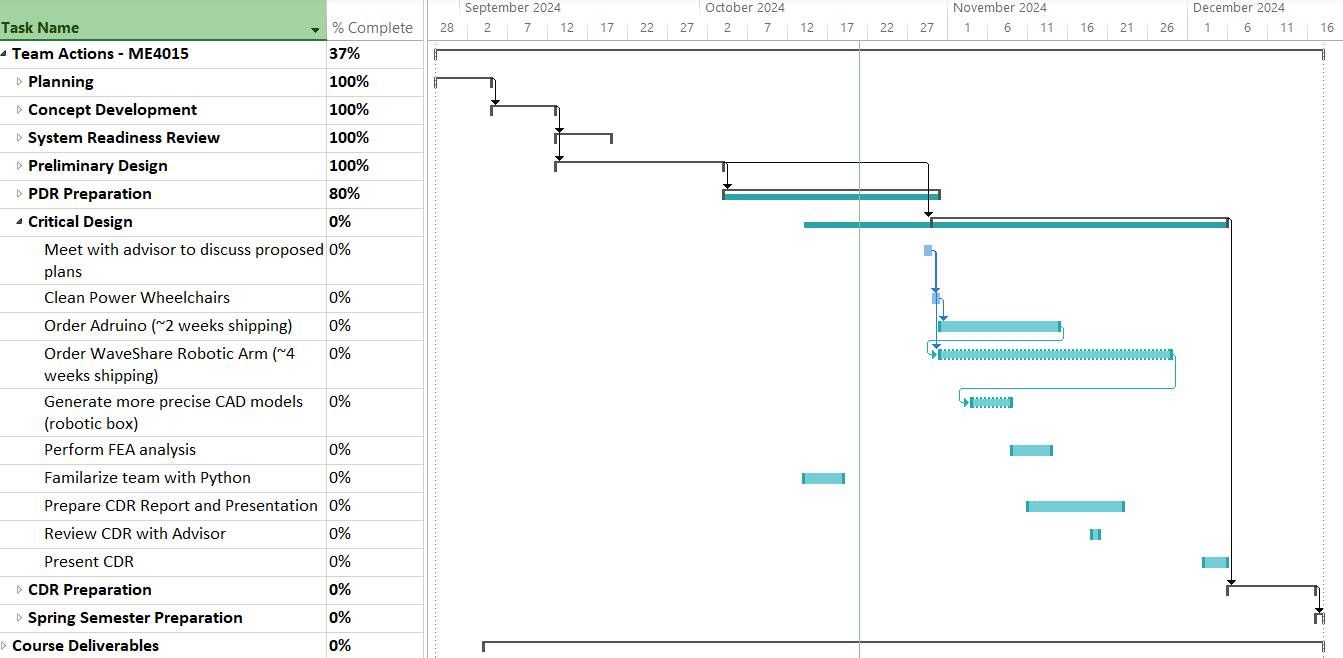 September 2024 October 2024 November 2024 December 2024
Task Name % Complete 28 2 7 12 17 22 27 2 7 12 17 22 27 1 6 11 16 21 26 1 6 11 16
Team Actions - ME4015 37%
Planning 100%
Concept Development 100%
System Readiness Review 100%
Preliminary Design 100%
PDR Preparation 80%
Critical Design 0%
Meet with advisor to discuss proposed 0%
plans
Clean Power Wheelchairs 0%
Order Adruino (~2 weeks shipping) 0%
Order WaveShare Robotic Arm (~4 0%
weeks shipping)
Generate more precise CAD models 0%
(robotic box)
Perform FEA analysis 0%
Familarize team with Python 0%
Prepare CDR Report and Presentation 0%
Review CDR with Advisor 0%
Present CDR 0%
CDR Preparation 0%
Spring Semester Preparation 0%
Course Deliverables 0%